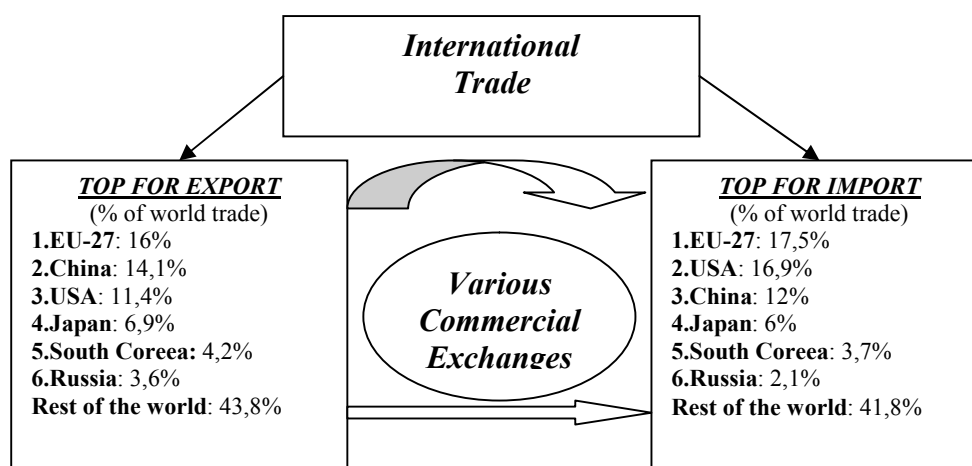 International
Trade
TOP FOR EXPORT
(% of world trade)
1.EU-27: 16%
2.China: 14,1%
3.USA: 11,4%
4.Japan: 6,9%
5.South Coreea: 4,2%
6.Russia: 3,6%
Rest of the world: 43,8%
Various
Commercial
Exchanges
TOP FOR IMPORT
(% of world trade)
1.EU-27: 17,5%
2.USA: 16,9%
3.China: 12%
4.Japan: 6%
5.South Coreea: 3,7%
6.Russia: 2,1%
Rest of the world: 41,8%